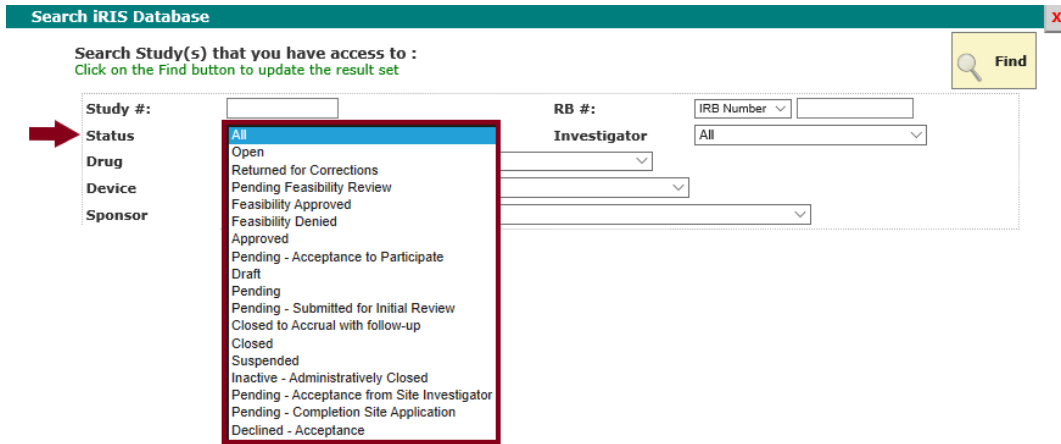 Search iRIS Database
X
Search Study(s) that you have access to :
Click on the Find button to update the result set
Find
Study #:
RB #:
IRB Number
Status
All
Investigator
All
Open
Drug
Returned for Corrections
Device
Pending Feasibility Review
Feasibility Approved
Sponsor
Feasibility Denied
Approved
Pending - Acceptance to Participate
Draft
Pending
Pending - Submitted for Initial Review
Closed to Accrual with follow-up
Closed
Suspended
Inactive - Administratively Closed
Pending - Acceptance from Site Investigator
Pending - Completion Site Application
Declined - Acceptance